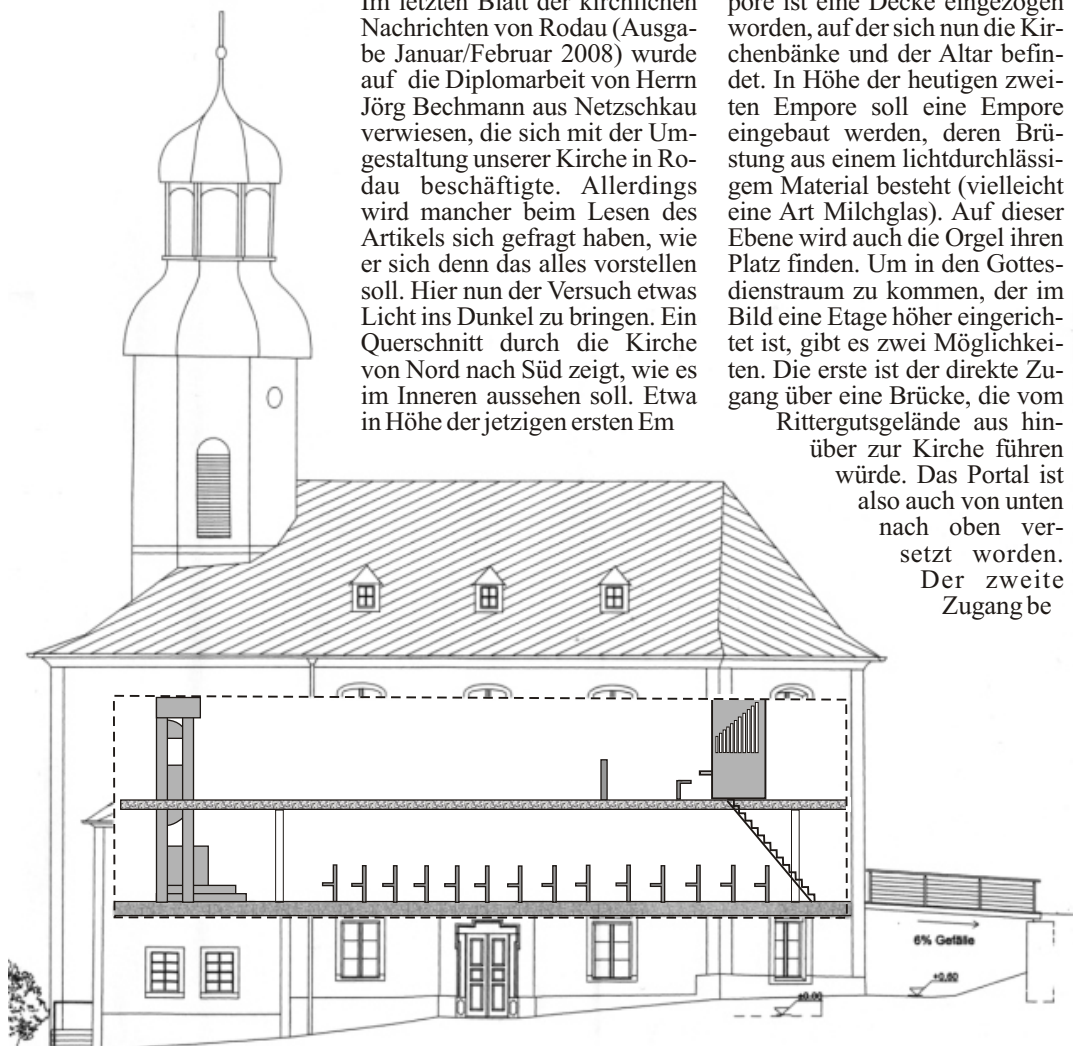 Im letzten Blatt der kirchlichen
Nachrichten von Rodau (Ausga-
be Januar/Februar 2008) wurde
auf die Diplomarbeit von Herrn
Jörg Bechmann aus Netzschkau
verwiesen, die sich mit der Um-
gestaltung unserer Kirche in Ro-
dau beschäftigte. Allerdings
wird mancher beim Lesen des
Artikels sich gefragt haben, wie
er sich denn das alles vorstellen
soll. Hier nun der Versuch etwas
Licht ins Dunkel zu bringen. Ein
Querschnitt durch die Kirche
von Nord nach Süd zeigt, wie es
im Inneren aussehen soll. Etwa
in Höhe der jetzigen ersten Em
pore ist eine Decke eingezogen
worden, auf der sich nun die Kir-
chenbänke und der Altar befin-
det. In Höhe der heutigen zwei-
ten Empore soll eine Empore
eingebaut werden, deren Brü-
stung aus einem lichtdurchlässi-
gem Material besteht (vielleicht
eine Art Milchglas). Auf dieser
Ebene wird auch die Orgel ihren
Platz finden. Um in den Gottes-
dienstraum zu kommen, der im
Bild eine Etage höher eingerich-
tet ist, gibt es zwei Möglichkei-
ten. Die erste ist der direkte Zu-
gang über eine Brücke, die vom
Rittergutsgelände aus hin-
über zur Kirche führen
würde. Das Portal ist
also auch von unten
nach oben ver-
setzt worden.
Der zweite
Zugang be
6% Gefälle
+0.60
±0.00